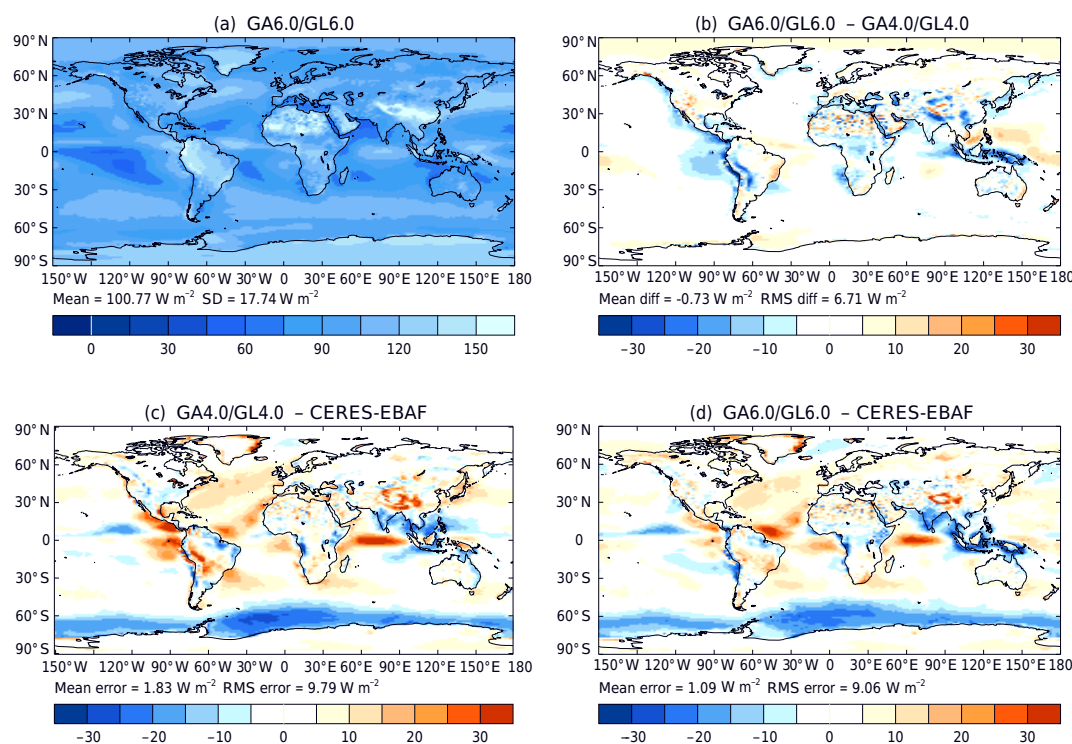 (a) GA6.0/GL6.0
90° N
60° N
30° N
0
30° S
60° S
90° S
150° W 120° W 90° W 60° W 30° W 0 30° E 60° E 90° E 120° E 150° E 180
Mean = 100.77 W m⁻² SD = 17.74 W m⁻²
0 30 60 90 120 150
(b) GA6.0/GL6.0 – GA4.0/GL4.0
90° N
60° N
30° N
0
30° S
60° S
90° S
150° W 120° W 90° W 60° W 30° W 0 30° E 60° E 90° E 120° E 150° E 180
Mean diff = -0.73 W m⁻² RMS diff = 6.71 W m⁻²
−30 −20 −10 0 10 20 30
(c) GA4.0/GL4.0 – CERES-EBAF
90° N
60° N
30° N
0
30° S
60° S
90° S
150° W 120° W 90° W 60° W 30° W 0 30° E 60° E 90° E 120° E 150° E 180
Mean error = 1.83 W m⁻² RMS error = 9.79 W m⁻²
−30 −20 −10 0 10 20 30
(d) GA6.0/GL6.0 – CERES-EBAF
90° N
60° N
30° N
0
30° S
60° S
90° S
150° W 120° W 90° W 60° W 30° W 0 30° E 60° E 90° E 120° E 150° E 180
Mean error = 1.09 W m⁻² RMS error = 9.06 W m⁻²
−30 −20 −10 0 10 20 30